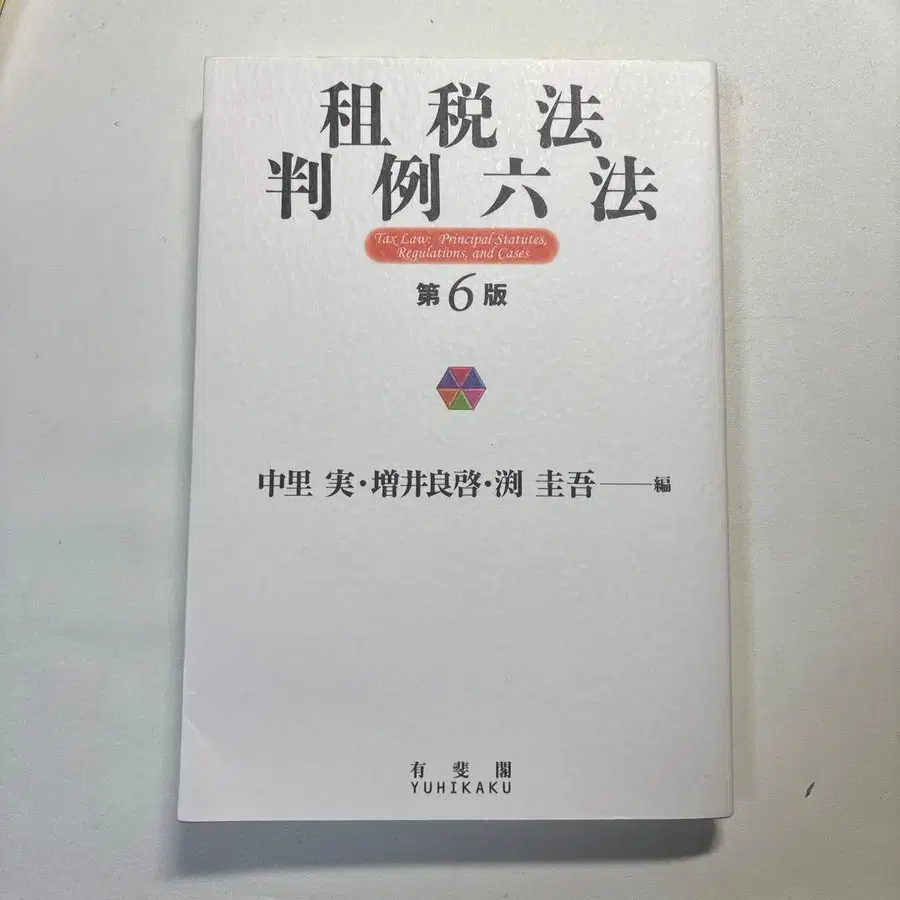 租税法
判例六法
Tax Law: Principal Statutes,
Regulations, and Cases
第6版
中里 実・増井良啓・渕 圭吾――編
有斐閣
YUHIKAKU